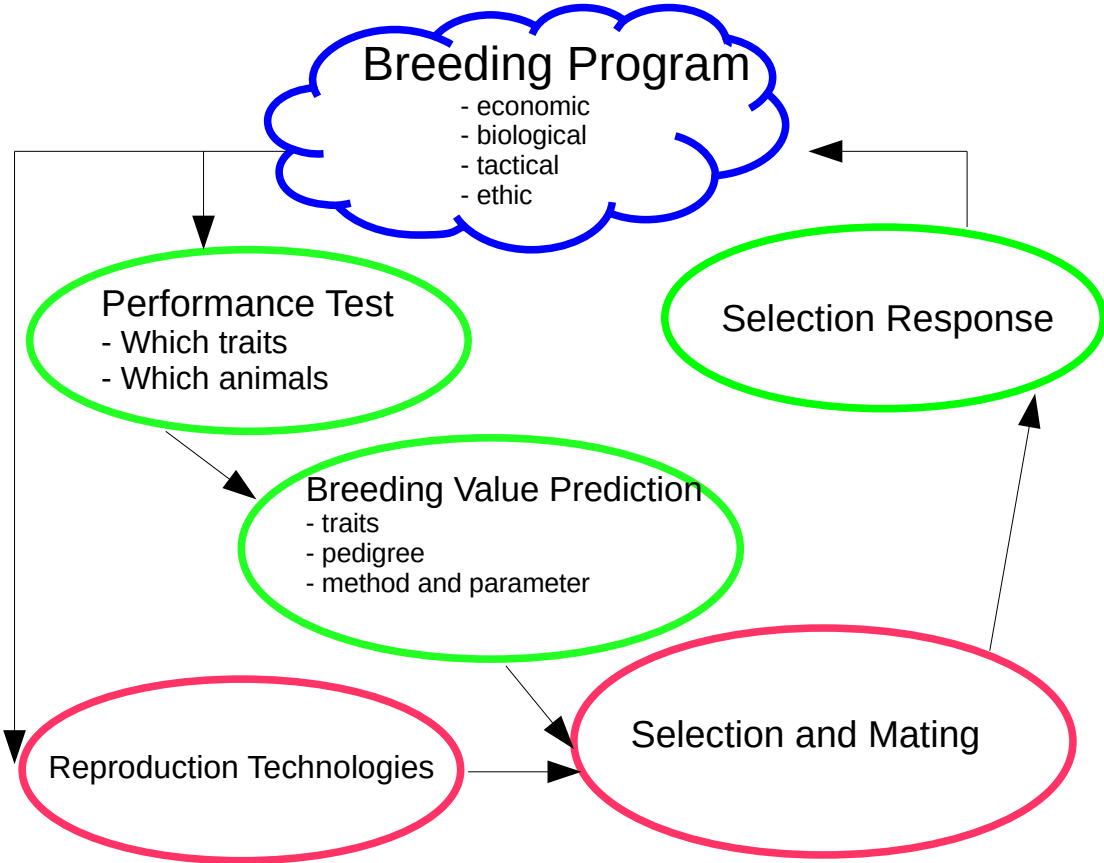 Breeding Program
- economic
- biological
- tactical
- ethic
Performance Test
- Which traits
- Which animals
Selection Response
Breeding Value Prediction
- traits
- pedigree
- method and parameter
Selection and Mating
Reproduction Technologies